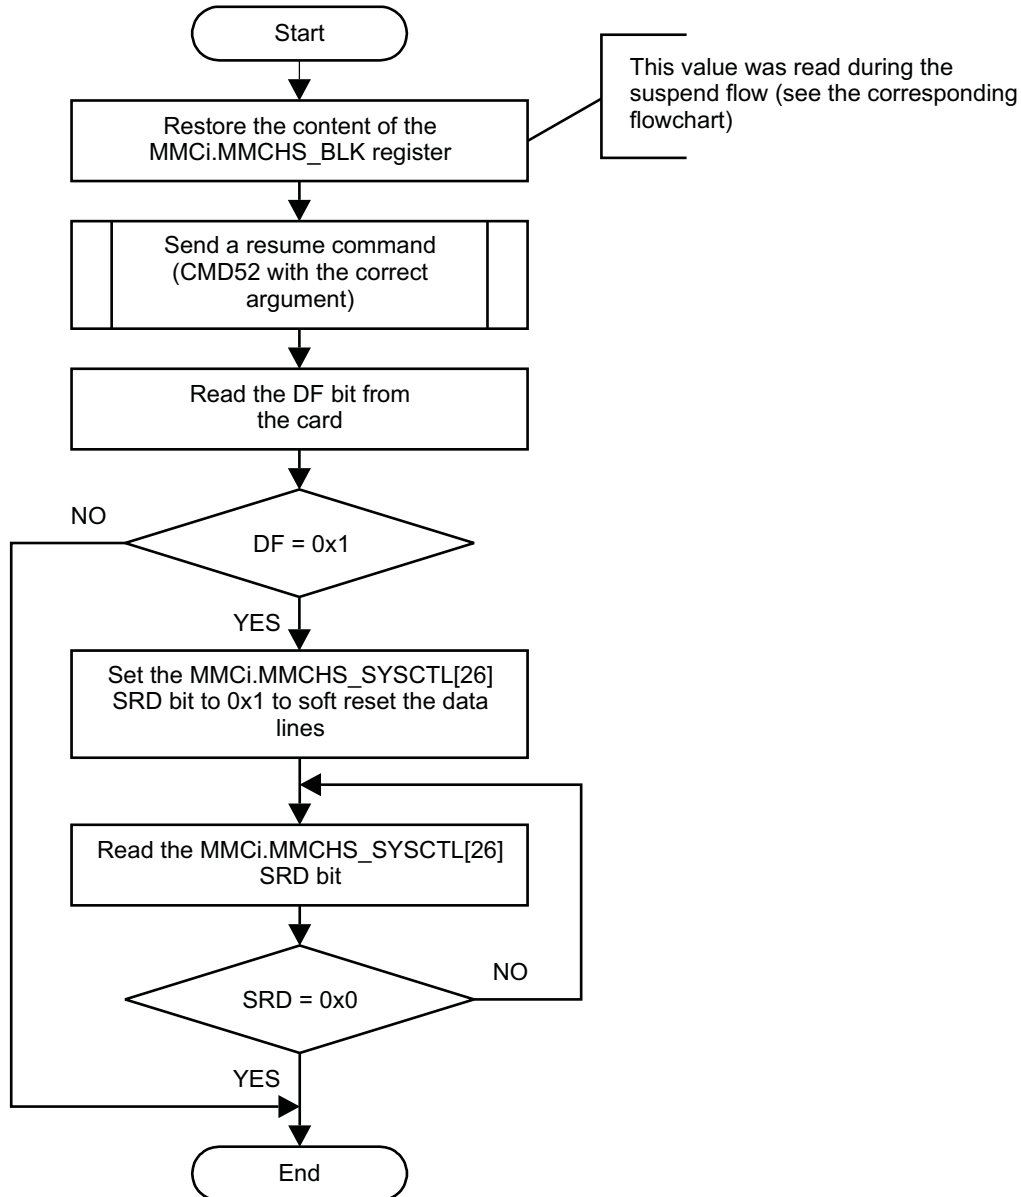 Start
This value was read during the
suspend flow (see the corresponding
flowchart)
Restore the content of the
MMCi.MMCHS_BLK register
Send a resume command
(CMD52 with the correct
argument)
Read the DF bit from
the card
NO
DF = 0x1
YES
Set the MMCi.MMCHS_SYSCTL[26]
SRD bit to 0x1 to soft reset the data
lines
Read the MMCi.MMCHS_SYSCTL[26]
SRD bit
NO
SRD = 0x0
YES
End